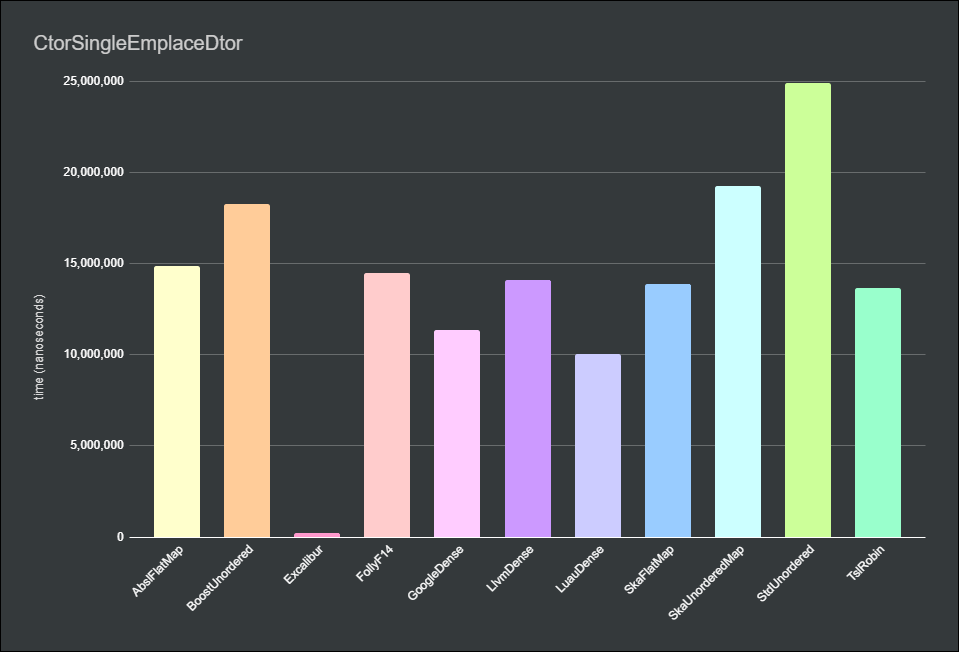 CtorSingleEmplaceDtor
25,000,000
20,000,000
15,000,000
10,000,000
5,000,000
0
time (nanoseconds)
AbslFlatMap
BoostUnordered
Excalibur
FollyF14
GoogleDense
LlvmDense
LuauDense
SkaFlatMap
SkaUnorderedMap
StdUnordered
TslRobin